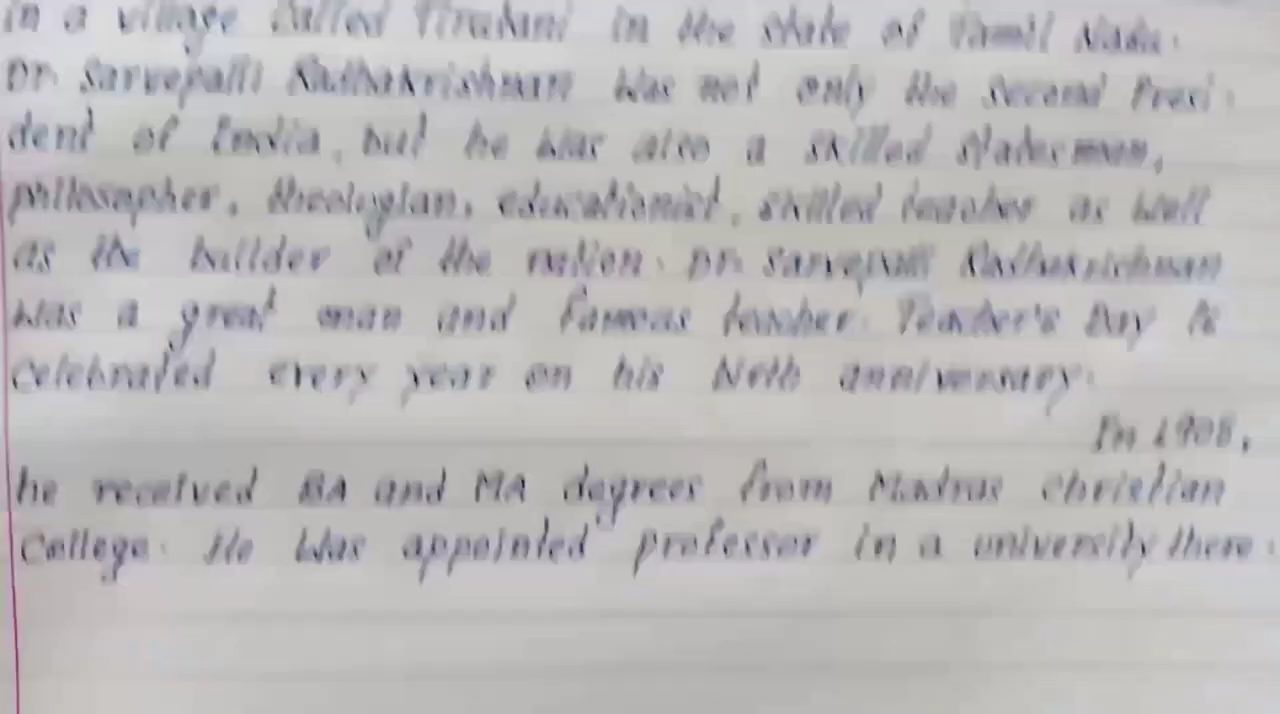 in a village called Tirutani in the state of Tamil Nadu.
Dr. Sarvepalli Radhakrishnan was not only the second Presi-
dent of India, but he was also a skilled statesman,
philosopher, theologian, educationist, skilled teacher as well
as the builder of the nation. Dr. Sarvepalli Radhakrishnan
was a great man and famous teacher. Teacher's Day is
celebrated every year on his birth anniversary.
In 1908,
he received BA and MA degrees from Madras Christian
College. He was appointed professor in a university there.